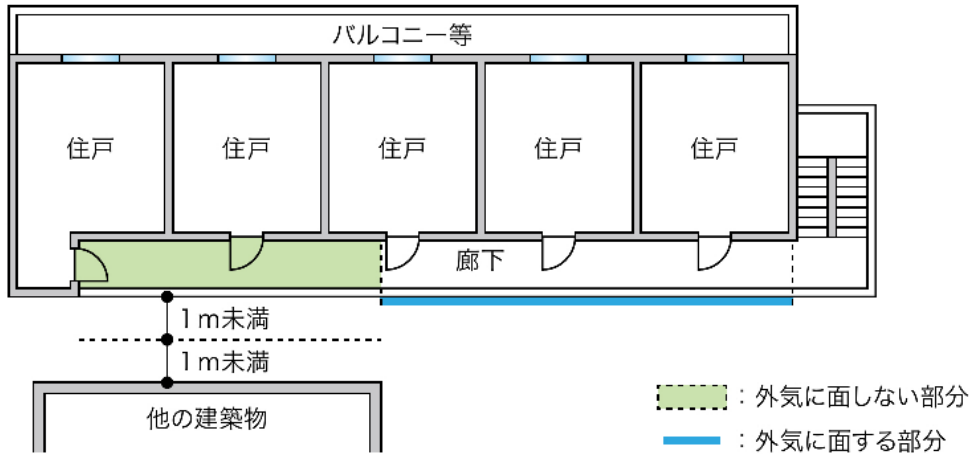 バルコニー等
住戸
住戸
住戸
住戸
住戸
廊下
1m未満
1m未満
他の建築物
：外気に面しない部分
：外気に面する部分